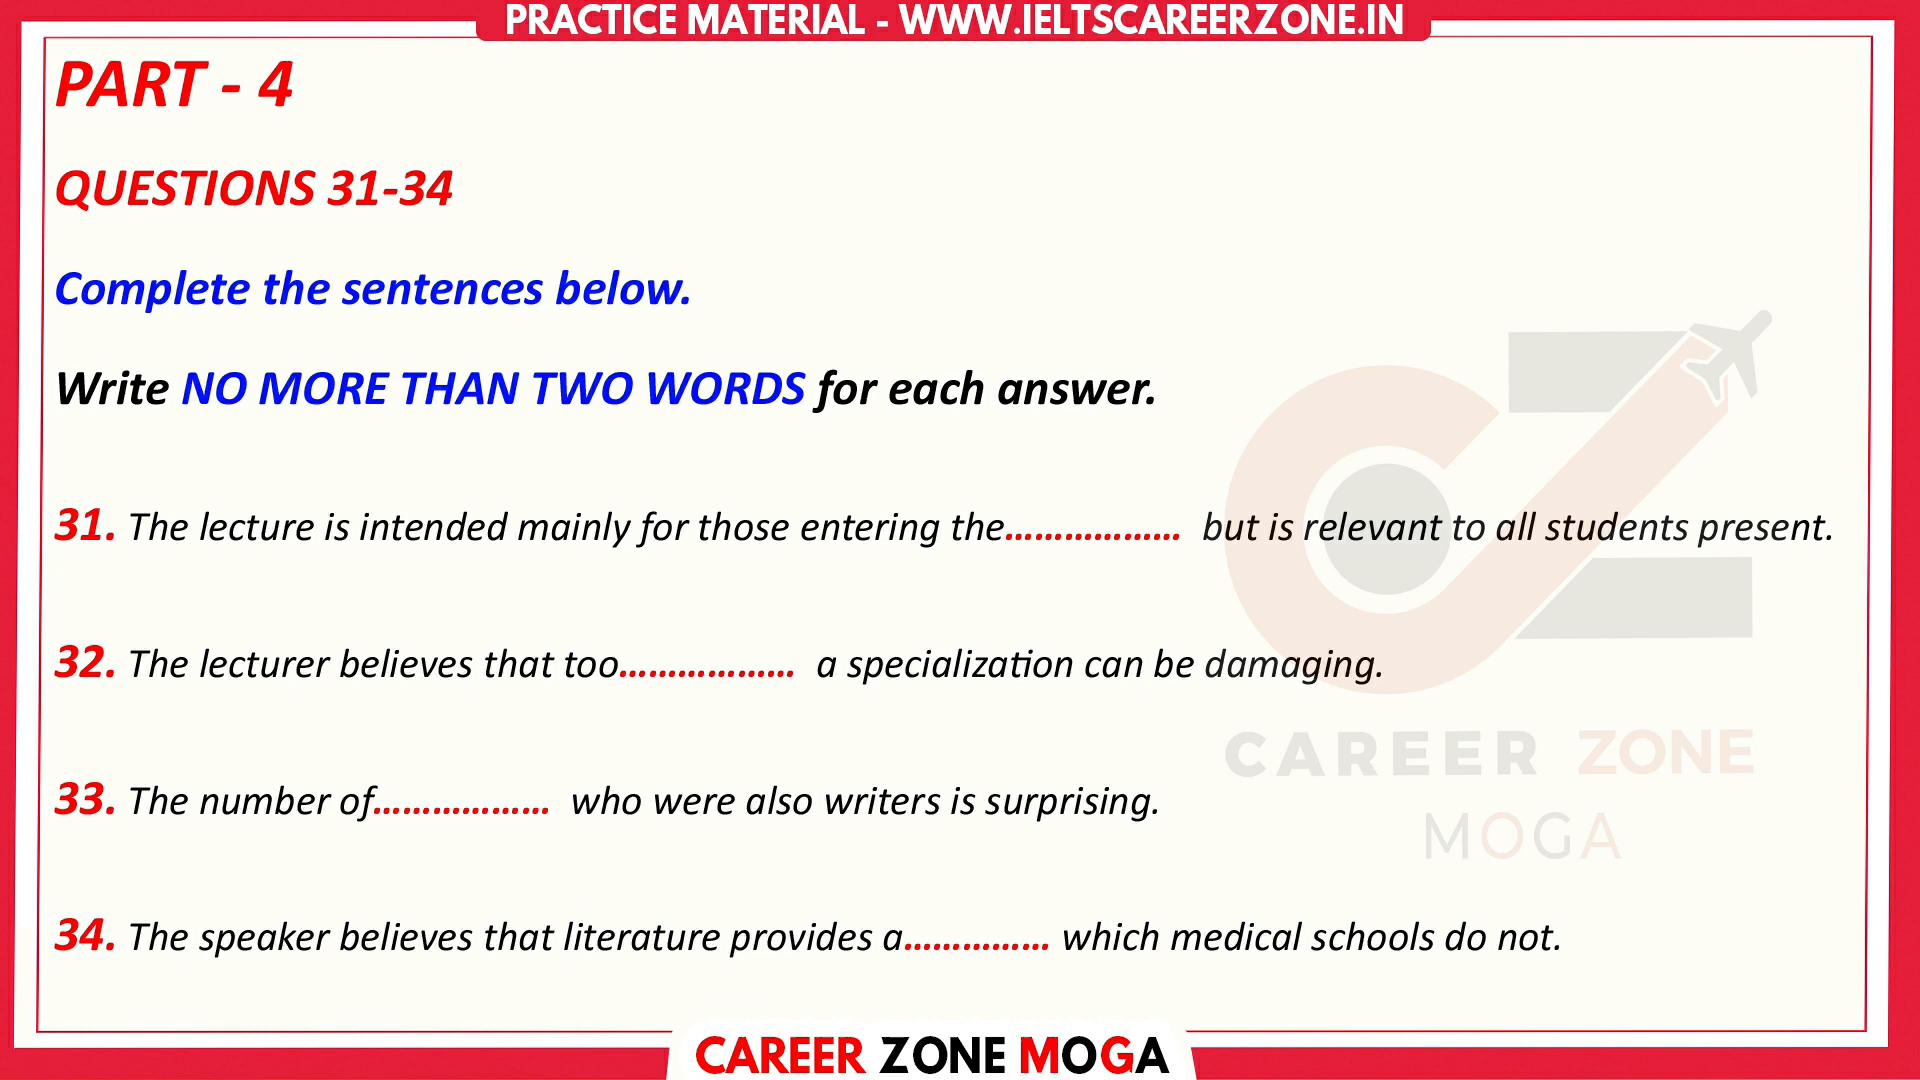 PRACTICE MATERIAL - WWW.IELTSCAREERZONE.IN
PART - 4
QUESTIONS 31-34
Complete the sentences below.
Write NO MORE THAN TWO WORDS for each answer.
31. The lecture is intended mainly for those entering the.................. but is relevant to all students present.
32. The lecturer believes that too.................. a specialization can be damaging.
33. The number of.................. who were also writers is surprising.
34. The speaker believes that literature provides a............... which medical schools do not.
CAREER ZONE
MOGA
CAREER ZONE MOGA